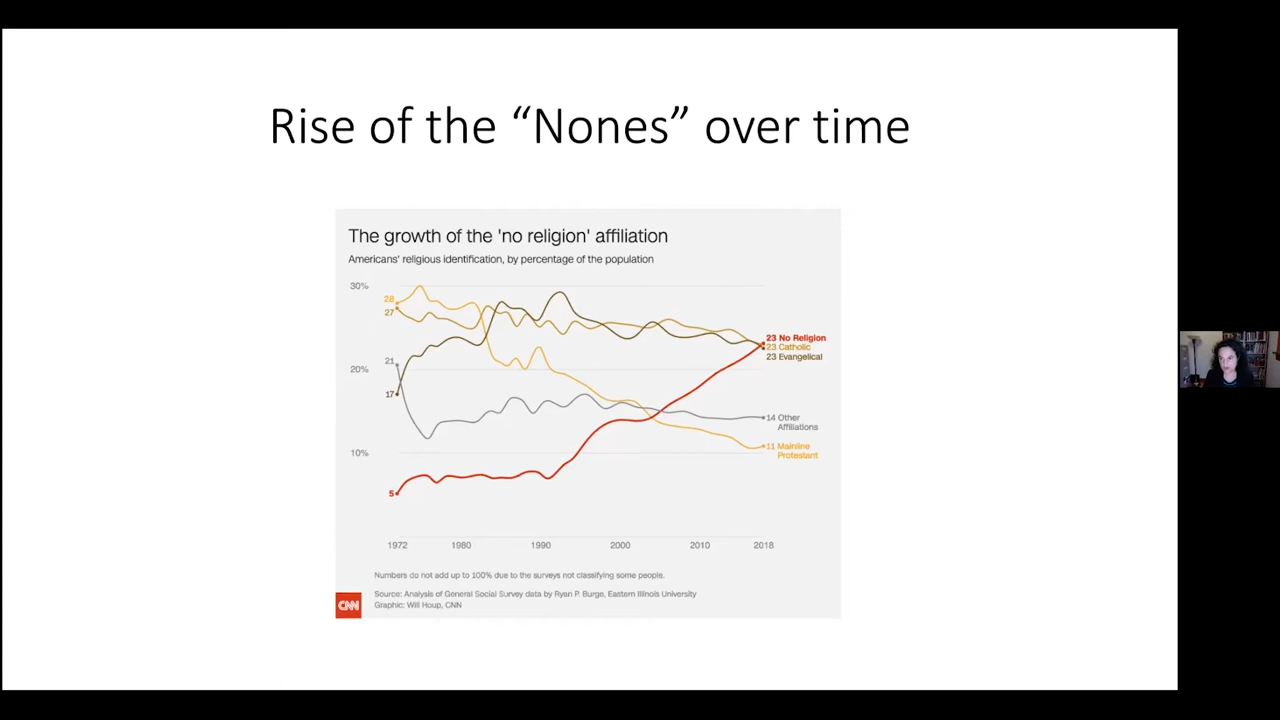 Rise of the “Nones” over time
The growth of the 'no religion' affiliation
Americans' religious identification, by percentage of the population
30%
28
27
23 No Religion
23 Catholic
23 Evangelical
21
20%
17
14 Other
Affiliations
11 Mainline
Protestant
10%
5
1972 1980 1990 2000 2010 2018
Numbers do not add up to 100% due to the surveys not classifying some people.
Source: Analysis of General Social Survey data by Ryan P. Burge, Eastern Illinois University
Graphic: Will Houp, CNN
CNN